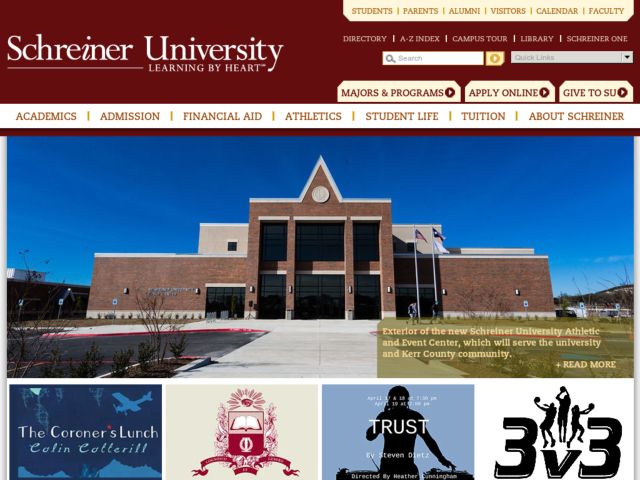 STUDENTS | PARENTS | ALUMNI | VISITORS | CALENDAR | FACULTY
Schreiner University
LEARNING BY HEART
DIRECTORY | A-Z INDEX | CAMPUS TOUR | LIBRARY | SCHREINER ONE
Search
Quick Links
MAJORS & PROGRAMS
APPLY ONLINE
GIVE TO SU
ACADEMICS | ADMISSION | FINANCIAL AID | ATHLETICS | STUDENT LIFE | TUITION | ABOUT SCHREINER
Exterior of the new Schreiner University Athletic
and Event Center, which will serve the university
and Kerr County community.
+ READ MORE
The Coroner's Lunch
Colin Cotterill
April 17 & 18 at 7:30 pm
April 19 at 2:30 pm
TRUST
By Steven Dietz
Directed By Heather Cunningham
3v3